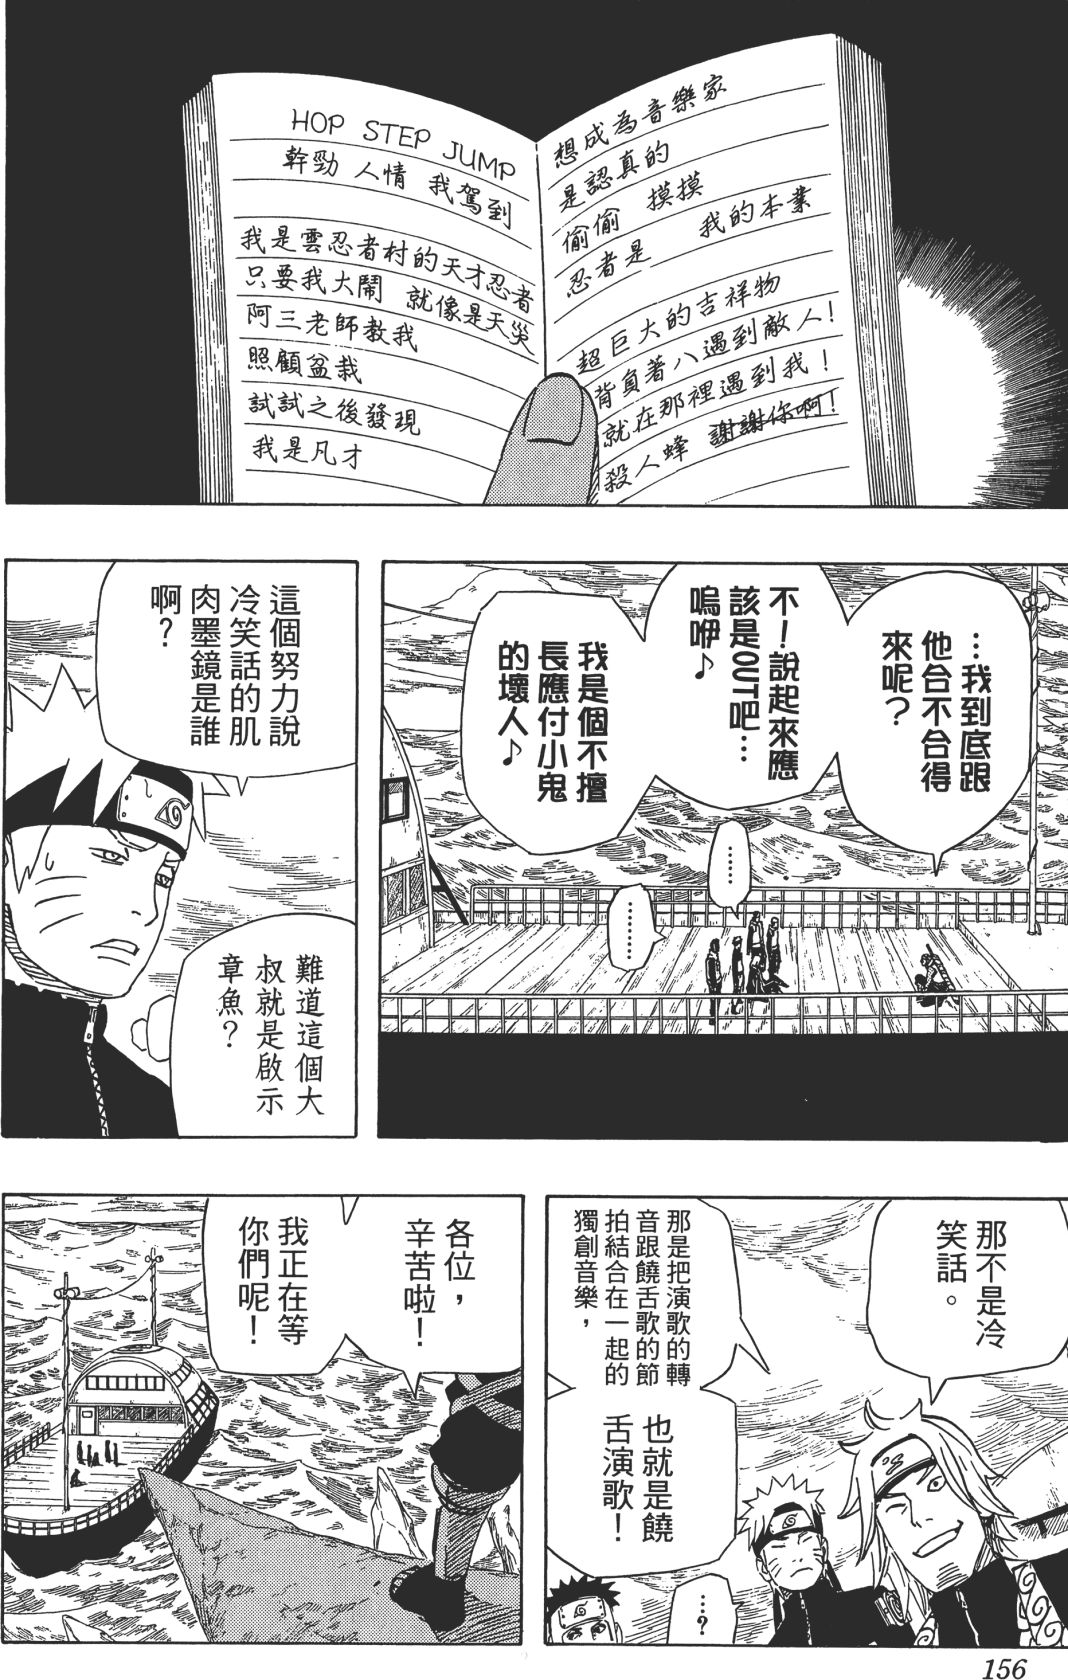 HOP STEP JUMP
幹勁 人情 我駕到
我是雲忍者村的天才忍者
只要我大鬧 就像是天災
阿三老師教我
照顧盆栽
試試之後發現
我是凡才
想成為音樂家
是認真的
偷偷 摸摸
忍者是 我的本業
超巨大的吉祥物
背負著八遇到敵人!
就在那裡遇到我!
殺人蜂 謝謝你啊!
…我到底跟
他合不合得
來呢?
不!說起來應
該是OUT吧…
嗚咿♪
我是個不擅
長應付小鬼
的壞人♪
……
………
這個努力說
冷笑話的肌
肉墨鏡是誰
啊?
難道這個大
叔就是啟示
章魚?
那不是冷
笑話。
那是把演歌的轉
音跟饒舌歌的節
拍結合在一起的
獨創音樂,
也就是饒
舌演歌!
…?
各位,
辛苦啦!
我正在等
你們呢!
156